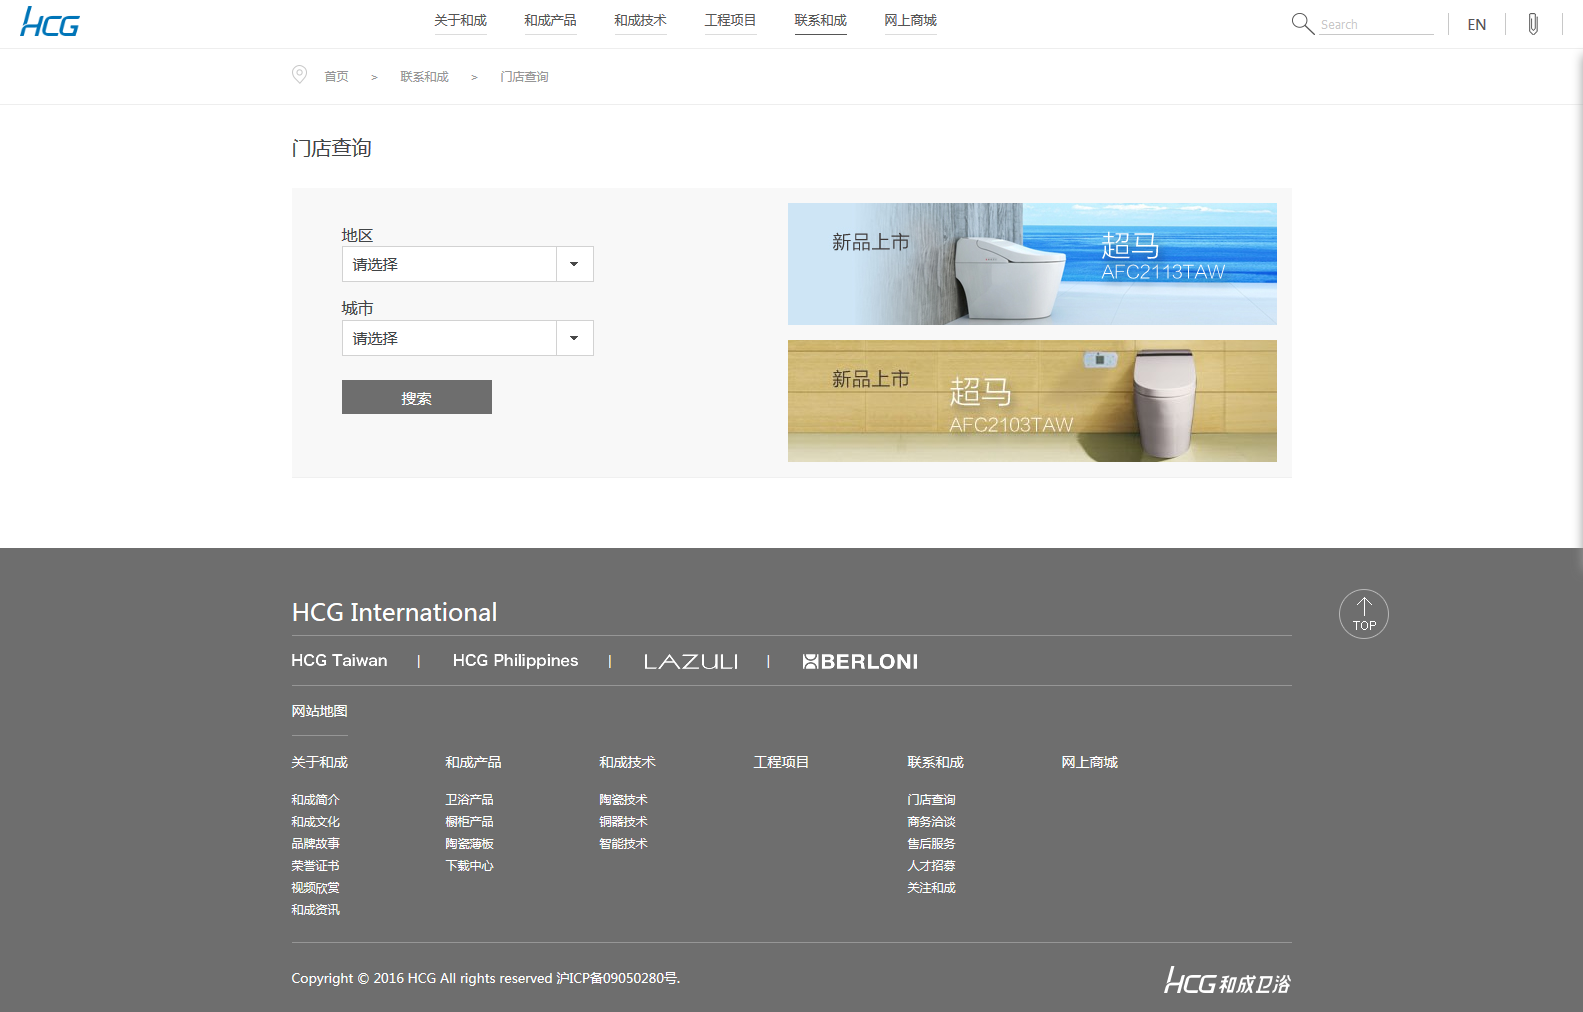 HCG 关于和成 和成产品 和成技术 工程项目 联系和成 网上商城 Search EN
首页 > 联系和成 > 门店查询
门店查询
地区
请选择
城市
请选择
搜索
新品上市
超马
AFC2113TAW
新品上市
超马
AFC2103TAW
HCG International
TOP
HCG Taiwan | HCG Philippines | LAZULI | BERLONI
网站地图
关于和成 和成产品 和成技术 工程项目 联系和成 网上商城
和成简介 卫浴产品 陶瓷技术 门店查询
和成文化 橱柜产品 铜器技术 商务洽谈
品牌故事 陶瓷薄板 智能技术 售后服务
荣誉证书 下载中心 人才招募
视频欣赏 关注和成
和成资讯
Copyright © 2016 HCG All rights reserved 沪ICP备09050280号.
HCG 和成卫浴